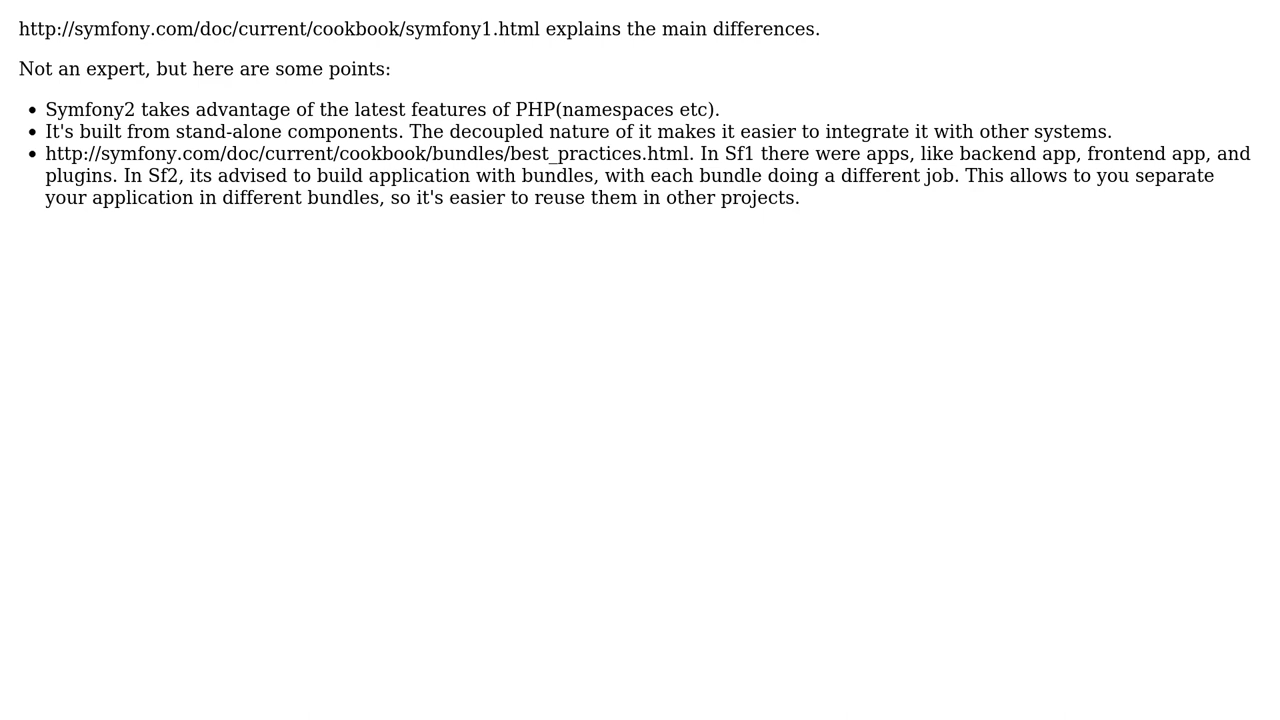 http://symfony.com/doc/current/cookbook/symfony1.html explains the main differences.
Not an expert, but here are some points:
• Symfony2 takes advantage of the latest features of PHP(namespaces etc).
• It's built from stand-alone components. The decoupled nature of it makes it easier to integrate it with other systems.
• http://symfony.com/doc/current/cookbook/bundles/best_practices.html. In Sf1 there were apps, like backend app, frontend app, and
plugins. In Sf2, its advised to build application with bundles, with each bundle doing a different job. This allows to you separate
your application in different bundles, so it's easier to reuse them in other projects.